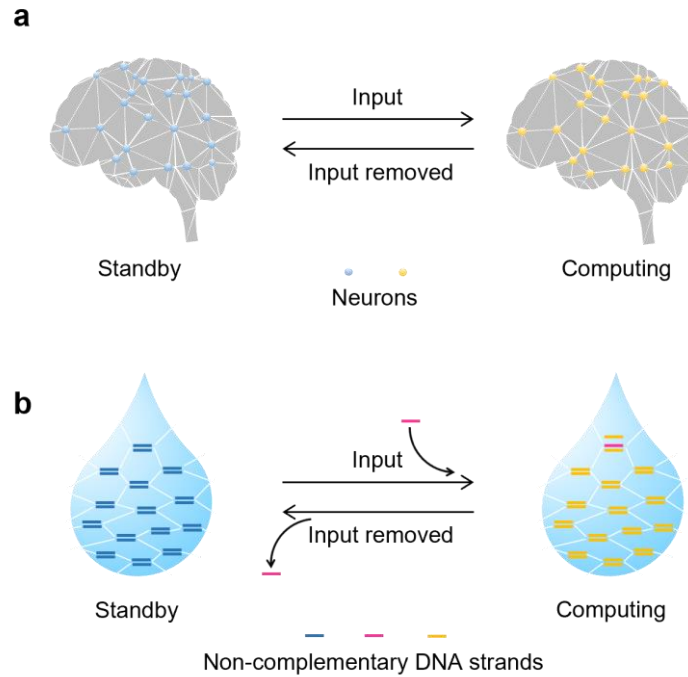 a
Input
Input removed
Standby
Computing
Neurons
b
Input
Input removed
Standby
Computing
Non-complementary DNA strands